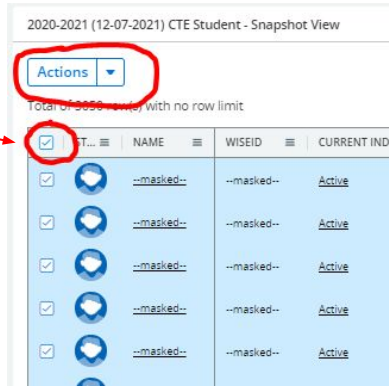 2020-2021 (12-07-2021) CTE Student - Snapshot View
Actions
Total of 3050 row(s) with no row limit
ST... NAME WISEID CURRENT IND
--masked-- --masked-- Active
--masked-- --masked-- Active
--masked-- --masked-- Active
--masked-- --masked-- Active
--masked-- --masked-- Active